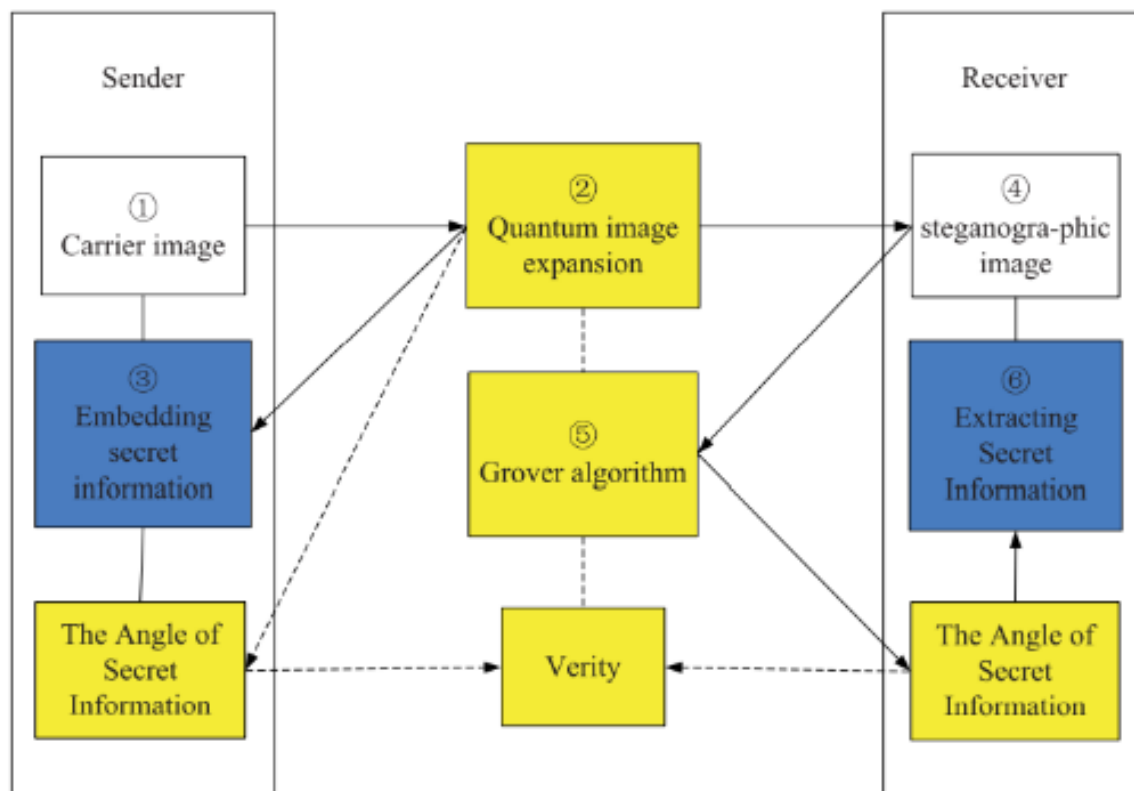 Sender
Receiver
①
Carrier image
②
Quantum image
expansion
④
steganogra-phic
image
③
Embedding
secret
information
⑤
Grover algorithm
⑥
Extracting
Secret
Information
The Angle of
Secret
Information
Verity
The Angle of
Secret
Information